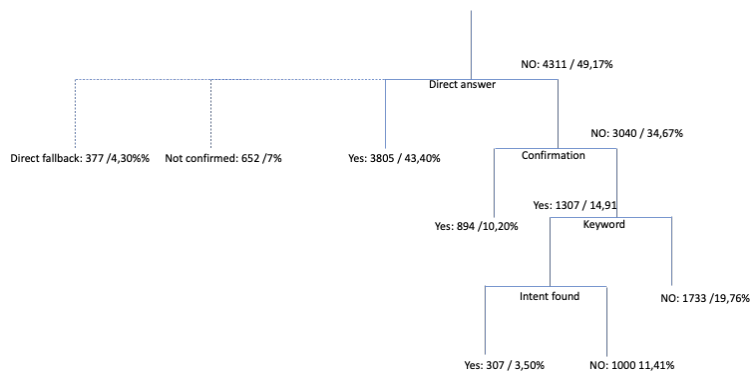 NO: 4311 / 49,17%
Direct answer
NO: 3040 / 34,67%
Direct fallback: 377 /4,30%%
Not confirmed: 652 /7%
Yes: 3805 / 43,40%
Confirmation
Yes: 1307 / 14,91
Yes: 894 /10,20%
Keyword
Intent found
NO: 1733 /19,76%
Yes: 307 / 3,50%
NO: 1000 11,41%